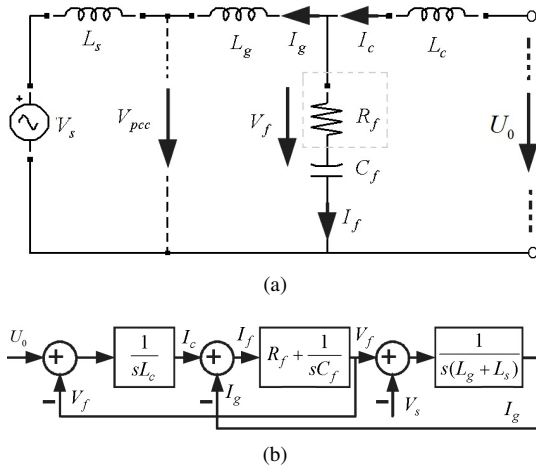 L_s L_g I_g I_c L_c
+
V_s V_pcc V_f R_f U_0
C_f
I_f
(a)
U_0 + 1/(sL_c) I_c + I_f R_f + 1/(sC_f) V_f + 1/(s(L_g + L_s))
− V_f − I_g − V_s I_g
(b)